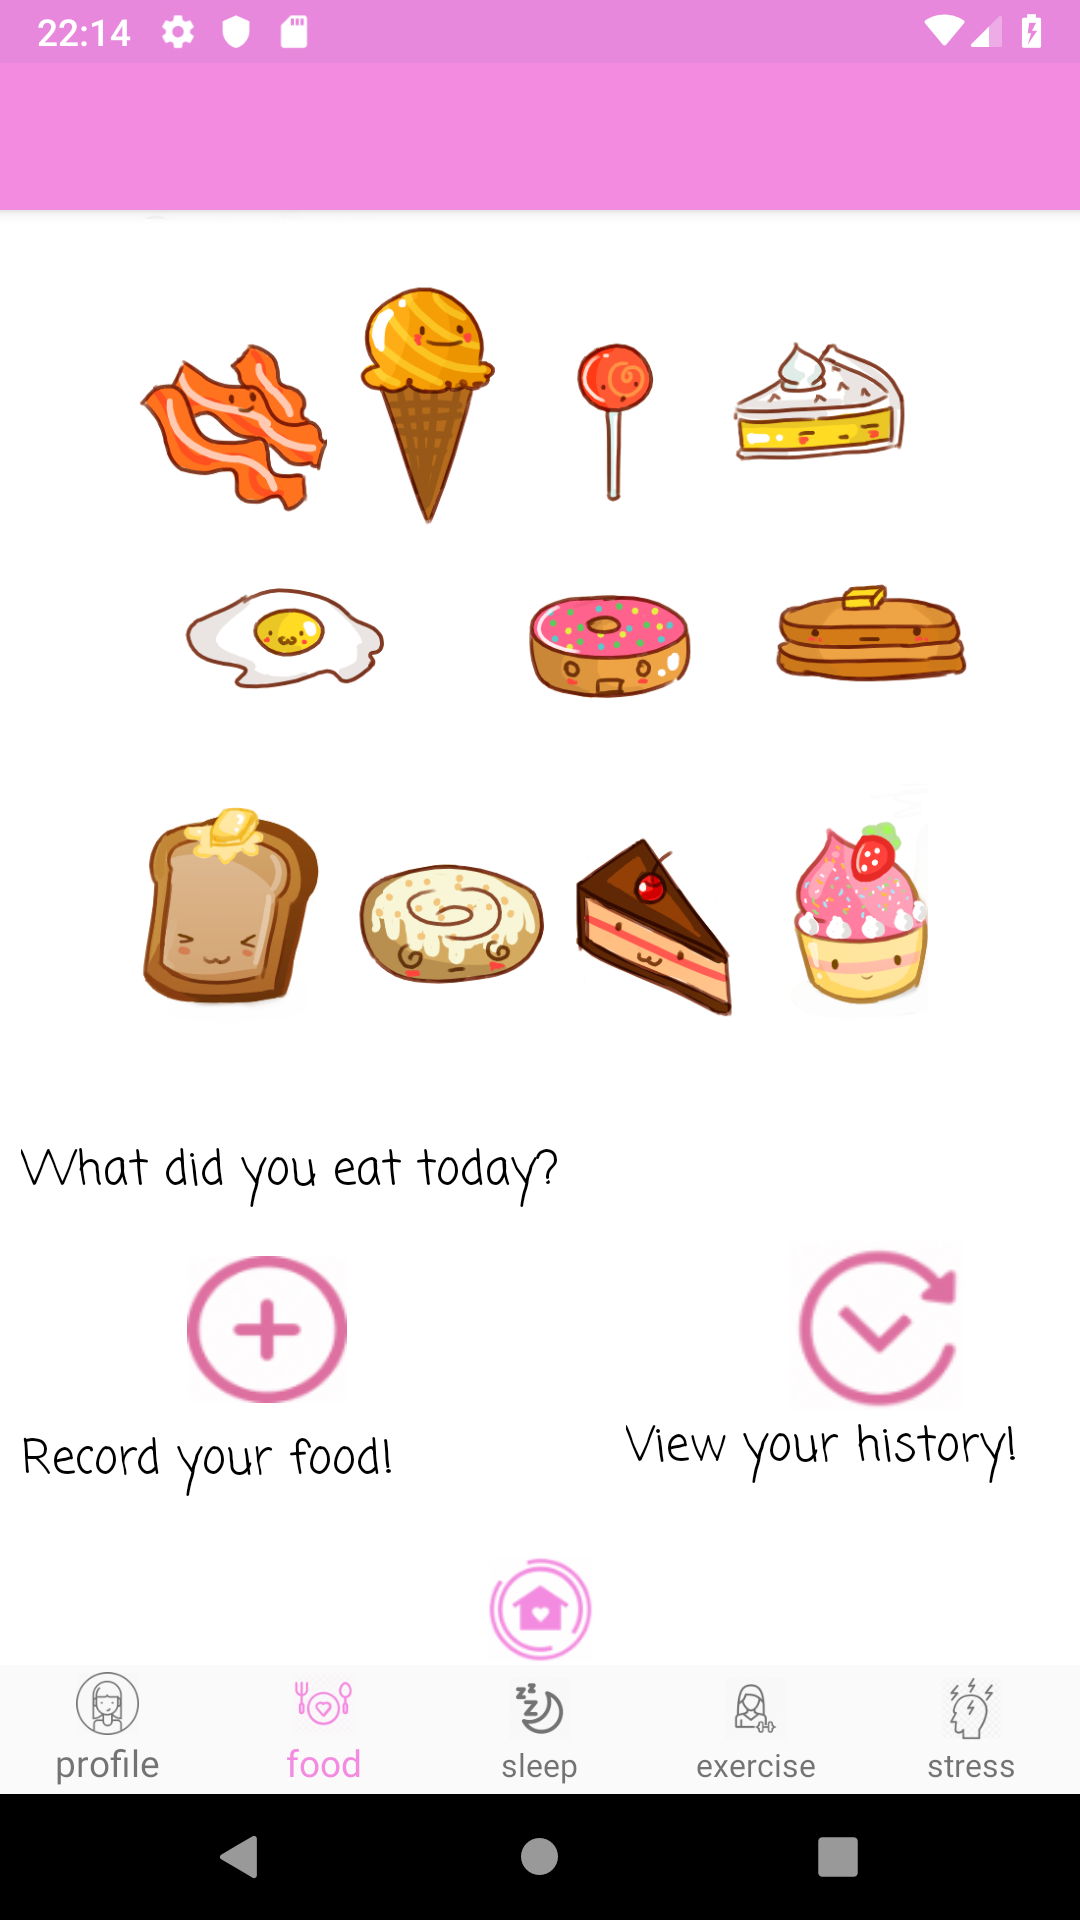 22:14
What did you eat today?
Record your food!
View your history!
profile
food
sleep
exercise
stress